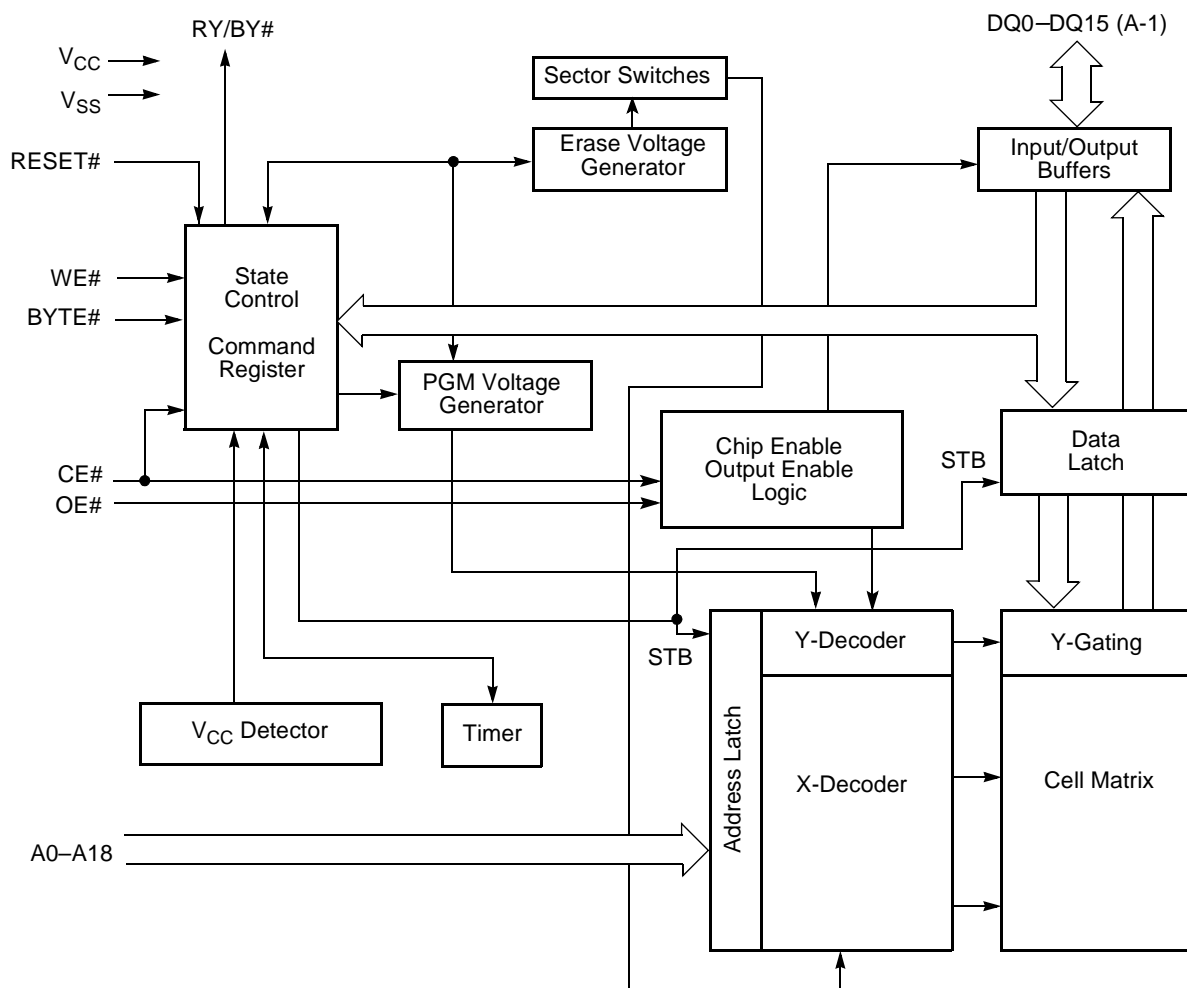 RY/BY#
DQ0–DQ15 (A-1)
VCC
VSS
Sector Switches
Erase Voltage
Generator
Input/Output
Buffers
RESET#
WE#
BYTE#
State
Control
Command
Register
PGM Voltage
Generator
Chip Enable
Output Enable
Logic
STB
Data
Latch
CE#
OE#
STB
Address Latch
Y-Decoder
Y-Gating
VCC Detector
Timer
X-Decoder
Cell Matrix
A0–A18